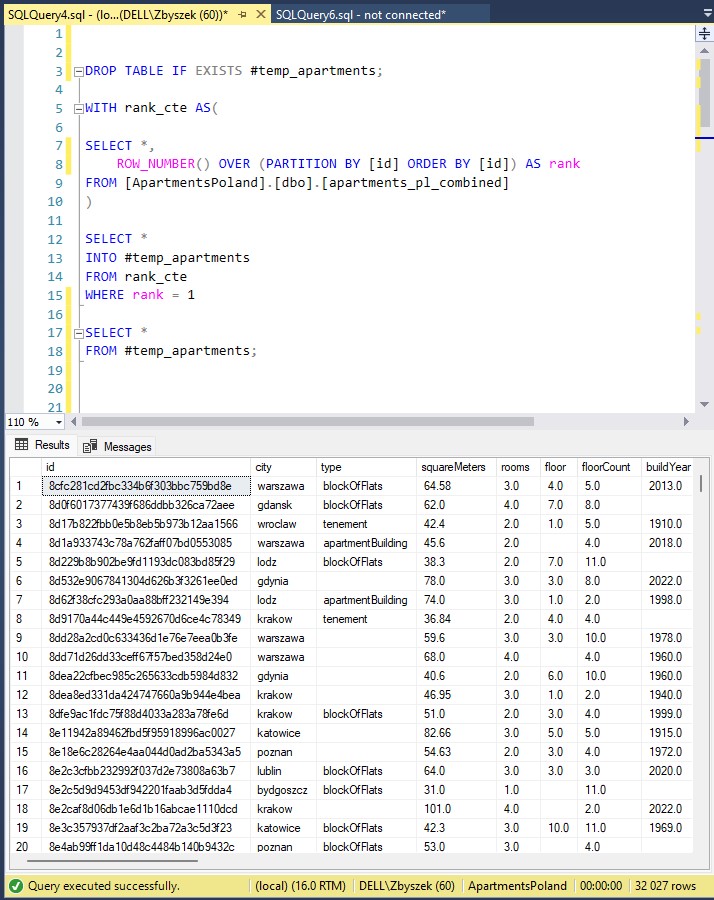 SQLQuery4.sql - (lo...(DELL\Zbyszek (60))* SQLQuery6.sql - not connected*
1
2
3 DROP TABLE IF EXISTS #temp_apartments;
4
5 WITH rank_cte AS(
6
7 SELECT *,
8 ROW_NUMBER() OVER (PARTITION BY [id] ORDER BY [id]) AS rank
9 FROM [ApartmentsPoland].[dbo].[apartments_pl_combined]
10 )
11
12 SELECT *
13 INTO #temp_apartments
14 FROM rank_cte
15 WHERE rank = 1
16
17 SELECT *
18 FROM #temp_apartments;
19
20
21
110 %
Results Messages
id city type squareMeters rooms floor floorCount buildYear
1 8cfc281cd2fbc334b6f303bbc759bd8e warszawa blockOfFlats 64.58 3.0 4.0 5.0 2013.0
2 8d0f6017377439f686ddbb326ca72aee gdansk blockOfFlats 62.0 4.0 7.0 8.0
3 8d17b822fbb0e5b8eb5b973b12aa1566 wroclaw tenement 42.4 2.0 1.0 5.0 1910.0
4 8d1a933743c78a762faff07bd0553085 warszawa apartmentBuilding 45.6 2.0 4.0 2018.0
5 8d229b8b902be9fd1193dc083bd85f29 lodz blockOfFlats 38.3 2.0 7.0 11.0
6 8d532e9067841304d626b3f3261ee0ed gdynia 78.0 3.0 3.0 8.0 2022.0
7 8d62f38cfc293a0aa88bff232149e394 lodz apartmentBuilding 74.0 3.0 1.0 2.0 1998.0
8 8d9170a44c449e4592670d6ce4c78349 krakow tenement 36.84 2.0 4.0 4.0
9 8dd28a2cd0c633436d1e76e7eea0b3fe warszawa 59.6 3.0 3.0 10.0 1978.0
10 8dd71d26dd33ceff67f57bed358d24e0 warszawa 68.0 4.0 4.0 1960.0
11 8dea22cfbec985c265633cdb5984d832 gdynia 40.6 2.0 6.0 10.0 1960.0
12 8dea8ed331da424747660a9b944e4bea krakow 46.95 3.0 1.0 2.0 1940.0
13 8dfe9ac1fdc75f88d4033a283a78fe6d krakow blockOfFlats 51.0 2.0 3.0 4.0 1999.0
14 8e11942a89462fbd5f95918996ac0027 katowice 82.66 3.0 5.0 5.0 1915.0
15 8e18e6c28264e4aa044d0ad2ba5343a5 poznan 54.63 2.0 3.0 4.0 1972.0
16 8e2c3cfbb232992f037d2e73808a63b7 lublin blockOfFlats 64.0 3.0 3.0 3.0 2020.0
17 8e2c5d9d9453df942201faab3d5fdda4 bydgoszcz blockOfFlats 31.0 1.0 11.0
18 8e2caf8d06db1e6d1b16abcae1110dcd krakow 101.0 4.0 2.0 2022.0
19 8e3c357937df2aaf3c2ba72a3c5d3f23 katowice blockOfFlats 42.3 3.0 10.0 11.0 1969.0
20 8e4ab99ff1da10d48c4484b140b9432c poznan blockOfFlats 53.0 3.0 4.0
Query executed successfully. (local) (16.0 RTM) DELL\Zbyszek (60) ApartmentsPoland 00:00:00 32 027 rows